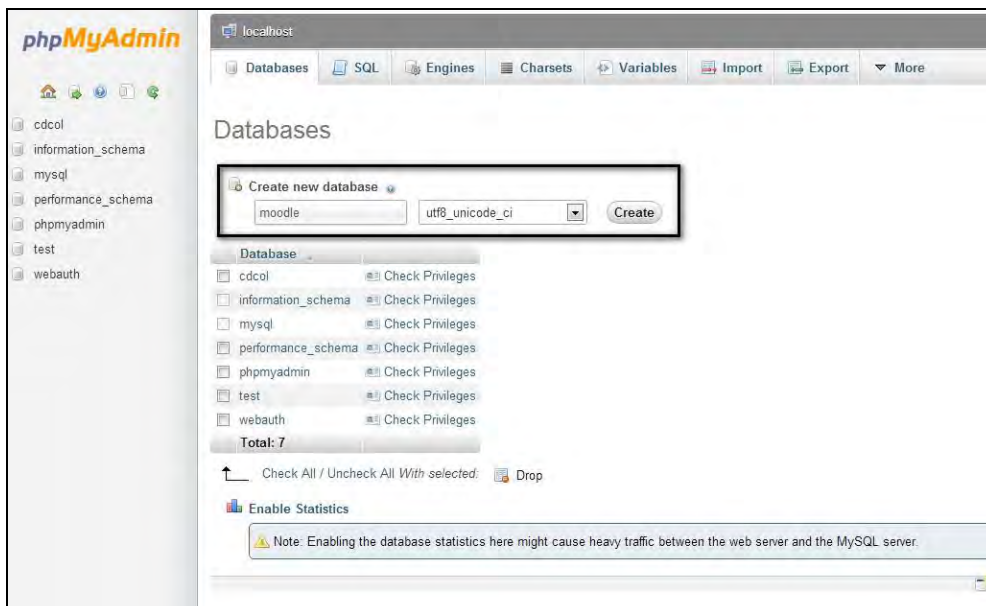 phpMyAdmin
cdcol
information_schema
mysql
performance_schema
phpmyadmin
test
webauth
localhost
Databases SQL Engines Charsets Variables Import Export More
Databases
Create new database
moodle utf8_unicode_ci Create
Database
cdcol Check Privileges
information_schema Check Privileges
mysql Check Privileges
performance_schema Check Privileges
phpmyadmin Check Privileges
test Check Privileges
webauth Check Privileges
Total: 7
Check All / Uncheck All With selected: Drop
Enable Statistics
Note: Enabling the database statistics here might cause heavy traffic between the web server and the MySQL server.